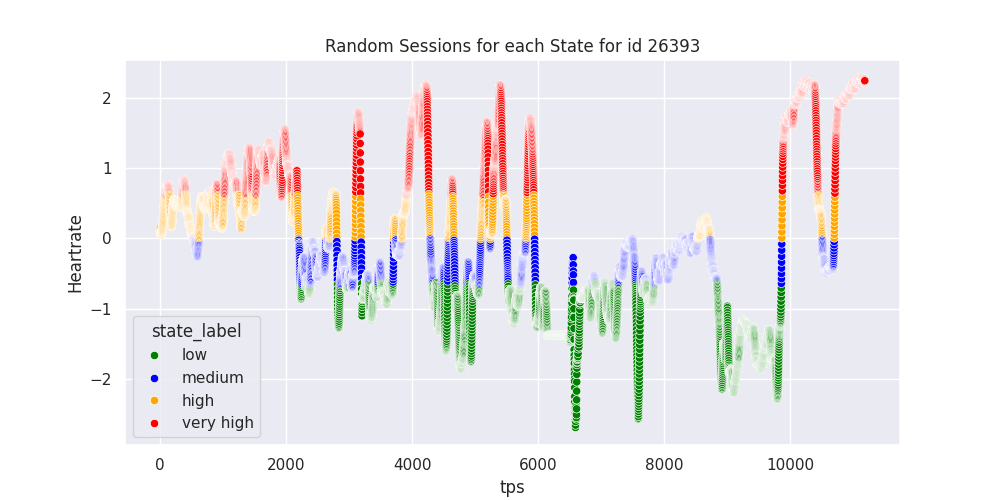 Random Sessions for each State for id 26393
Heartrate
2
1
0
−1
−2
state_label
low
medium
high
very high
0 2000 4000 6000 8000 10000
tps